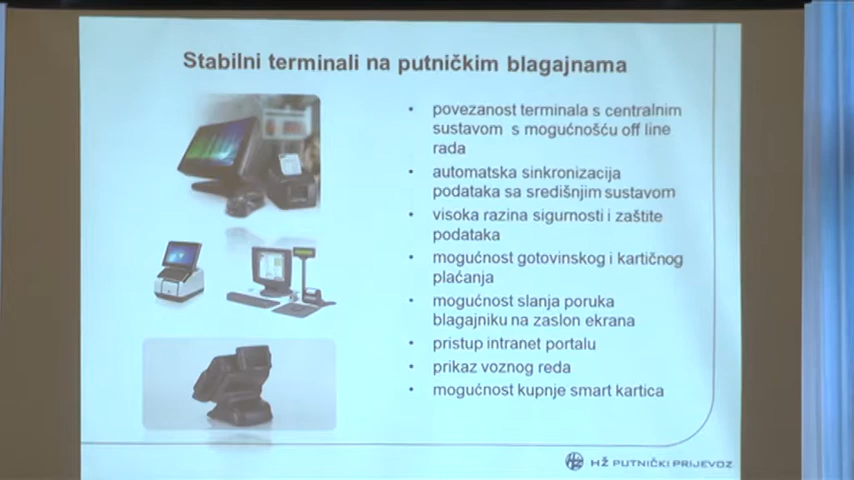 Stabilni terminali na putničkim blagajnama
• povezanost terminala s centralnim
sustavom s mogućnošću off line
rada
• automatska sinkronizacija
podataka sa središnjim sustavom
• visoka razina sigurnosti i zaštite
podataka
• mogućnost gotovinskog i kartičnog
plaćanja
• mogućnost slanja poruka
blagajniku na zaslon ekrana
• pristup intranet portalu
• prikaz voznog reda
• mogućnost kupnje smart kartica
HŽ PUTNIČKI PRIJEVOZ